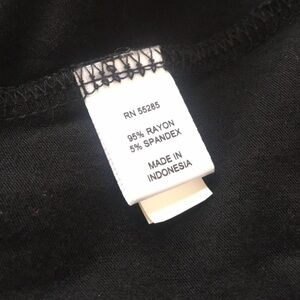 RN 55285
95% RAYON
5% SPANDEX
MADE IN
INDONESIA